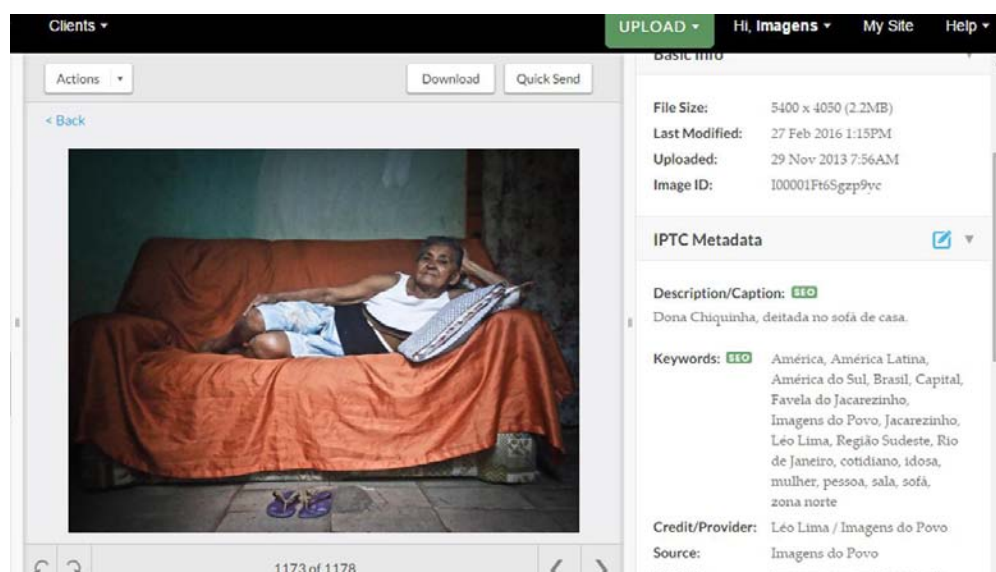 Clients
UPLOAD
Hi, Imagens
My Site
Help
Actions
Download
Quick Send
< Back
1173 of 1178
Basic Info
File Size: 5400 x 4050 (2.2MB)
Last Modified: 27 Feb 2016 1:15PM
Uploaded: 29 Nov 2013 7:56AM
Image ID: I00001Ft6Sgzp9yc
IPTC Metadata
Description/Caption: SEO
Dona Chiquinha, deitada no sofá de casa.
Keywords: SEO América, América Latina,
América do Sul, Brasil, Capital,
Favela do Jacarezinho,
Imagens do Povo, Jacarezinho,
Léo Lima, Região Sudeste, Rio
de Janeiro, cotidiano, idosa,
mulher, pessoa, sala, sofá,
zona norte
Credit/Provider: Léo Lima / Imagens do Povo
Source: Imagens do Povo